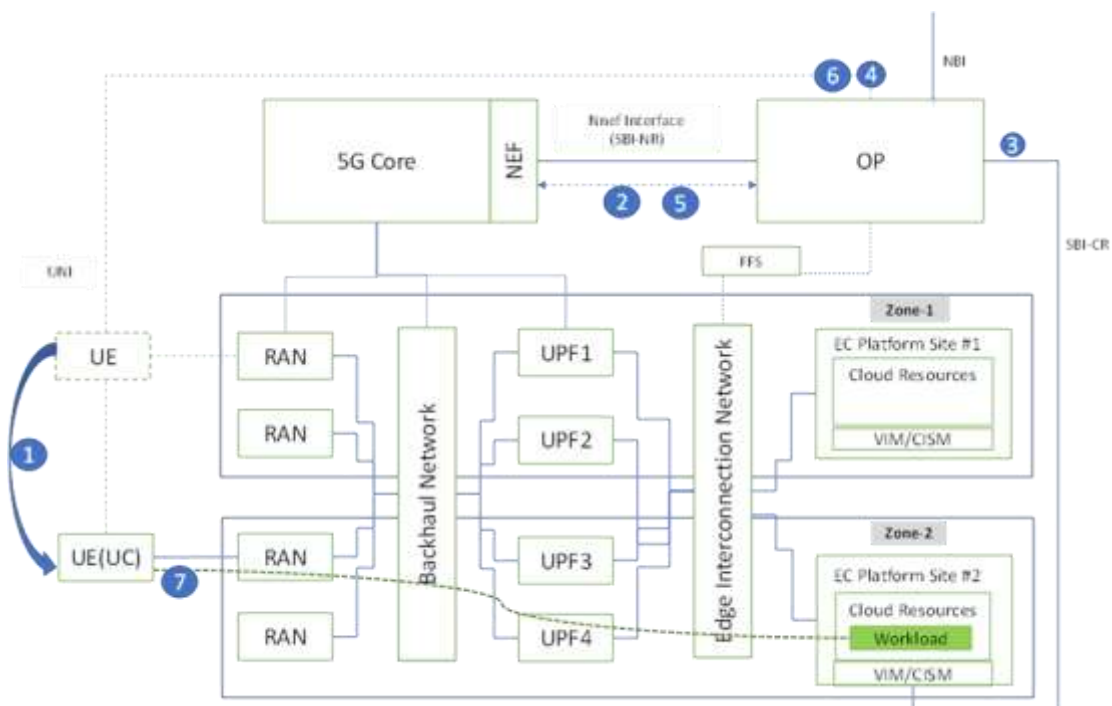 NBI
6
4
Nnef Interface
(SBI-NR)
5G Core
NEF
OP
3
2
5
SBI-CR
UNI
FFS
Zone-1
UE
RAN
RAN
Backhaul Network
UPF1
UPF2
Edge Interconnection Network
EC Platform Site #1
Cloud Resources
VIM/CISM
1
Zone-2
UE(UC)
7
RAN
RAN
UPF3
UPF4
EC Platform Site #2
Cloud Resources
Workload
VIM/CISM